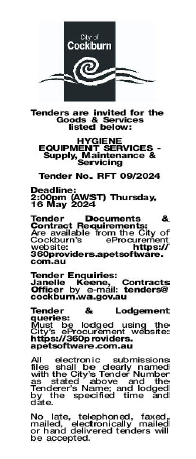 City of
Cockburn
Tenders are invited for the
Goods & Services
listed below:
HYGIENE
EQUIPMENT SERVICES -
Supply, Maintenance &
Servicing
Tender No. RFT 09/2024
Deadline:
2:00pm (AWST) Thursday,
16 May 2024
Tender Documents &
Contract Requirements:
Are available from the City of
Cockburn's eProcurement
website: https://
360providers.apetsoftware.
com.au
Tender Enquiries:
Janelle Keene, Contracts
Officer by e-mail: tenders@
cockburn.wa.gov.au
Tender & Lodgement
queries:
Must be lodged using the
City's eProcurement website:
https://360providers.
apetsoftware.com.au
All electronic submissions
files shall be clearly named
with the City's Tender Number
as stated above and the
Tenderer's Name; and lodged
by the specified time and
date.
No late, telephoned, faxed,
mailed, electronically mailed
or hand delivered tenders will
be accepted.